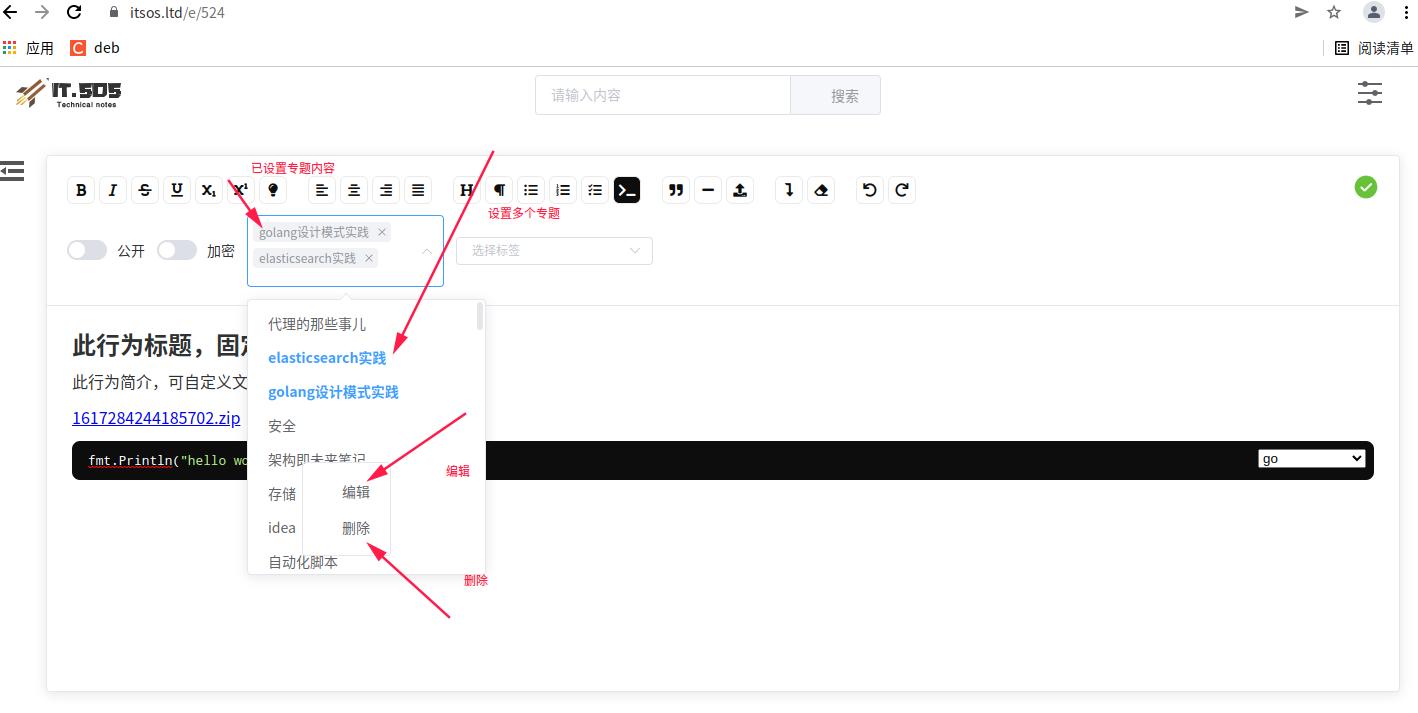 itsos.ltd/e/524
应用 deb
阅读清单
IT.SOS
Technical notes
请输入内容
搜索
已设置专题内容
B I S U X₁ X¹
H
设置多个专题
公开 加密
golang设计模式实践
elasticsearch实践
选择标签
代理的那些事儿
elasticsearch实践
golang设计模式实践
安全
架构即未来笔记
存储
idea
自动化脚本
编辑
删除
编辑
删除
此行为标题，固
此行为简介，可自定义文
1617284244185702.zip
fmt.Println("hello wo
go